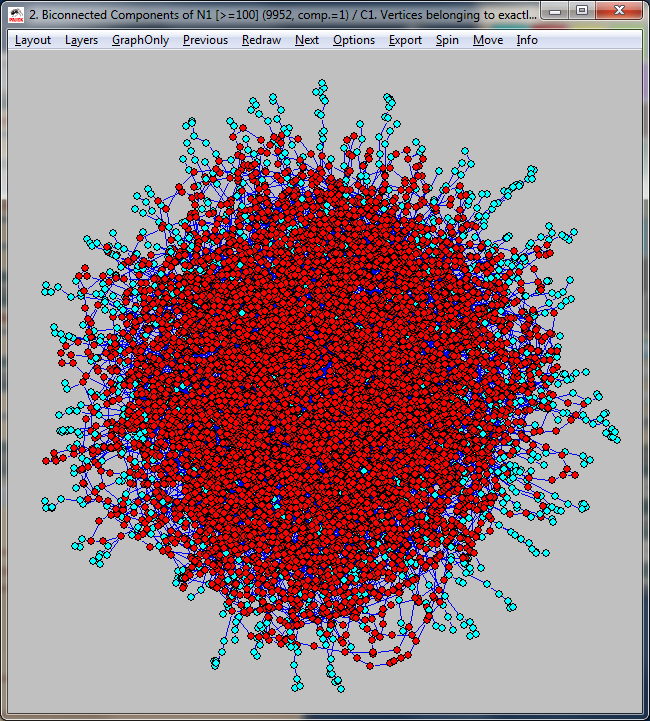 2. Biconnected Components of N1 [>=100] (9952, comp.=1) / C1. Vertices belonging to exactl...
Layout Layers GraphOnly Previous Redraw Next Options Export Spin Move Info